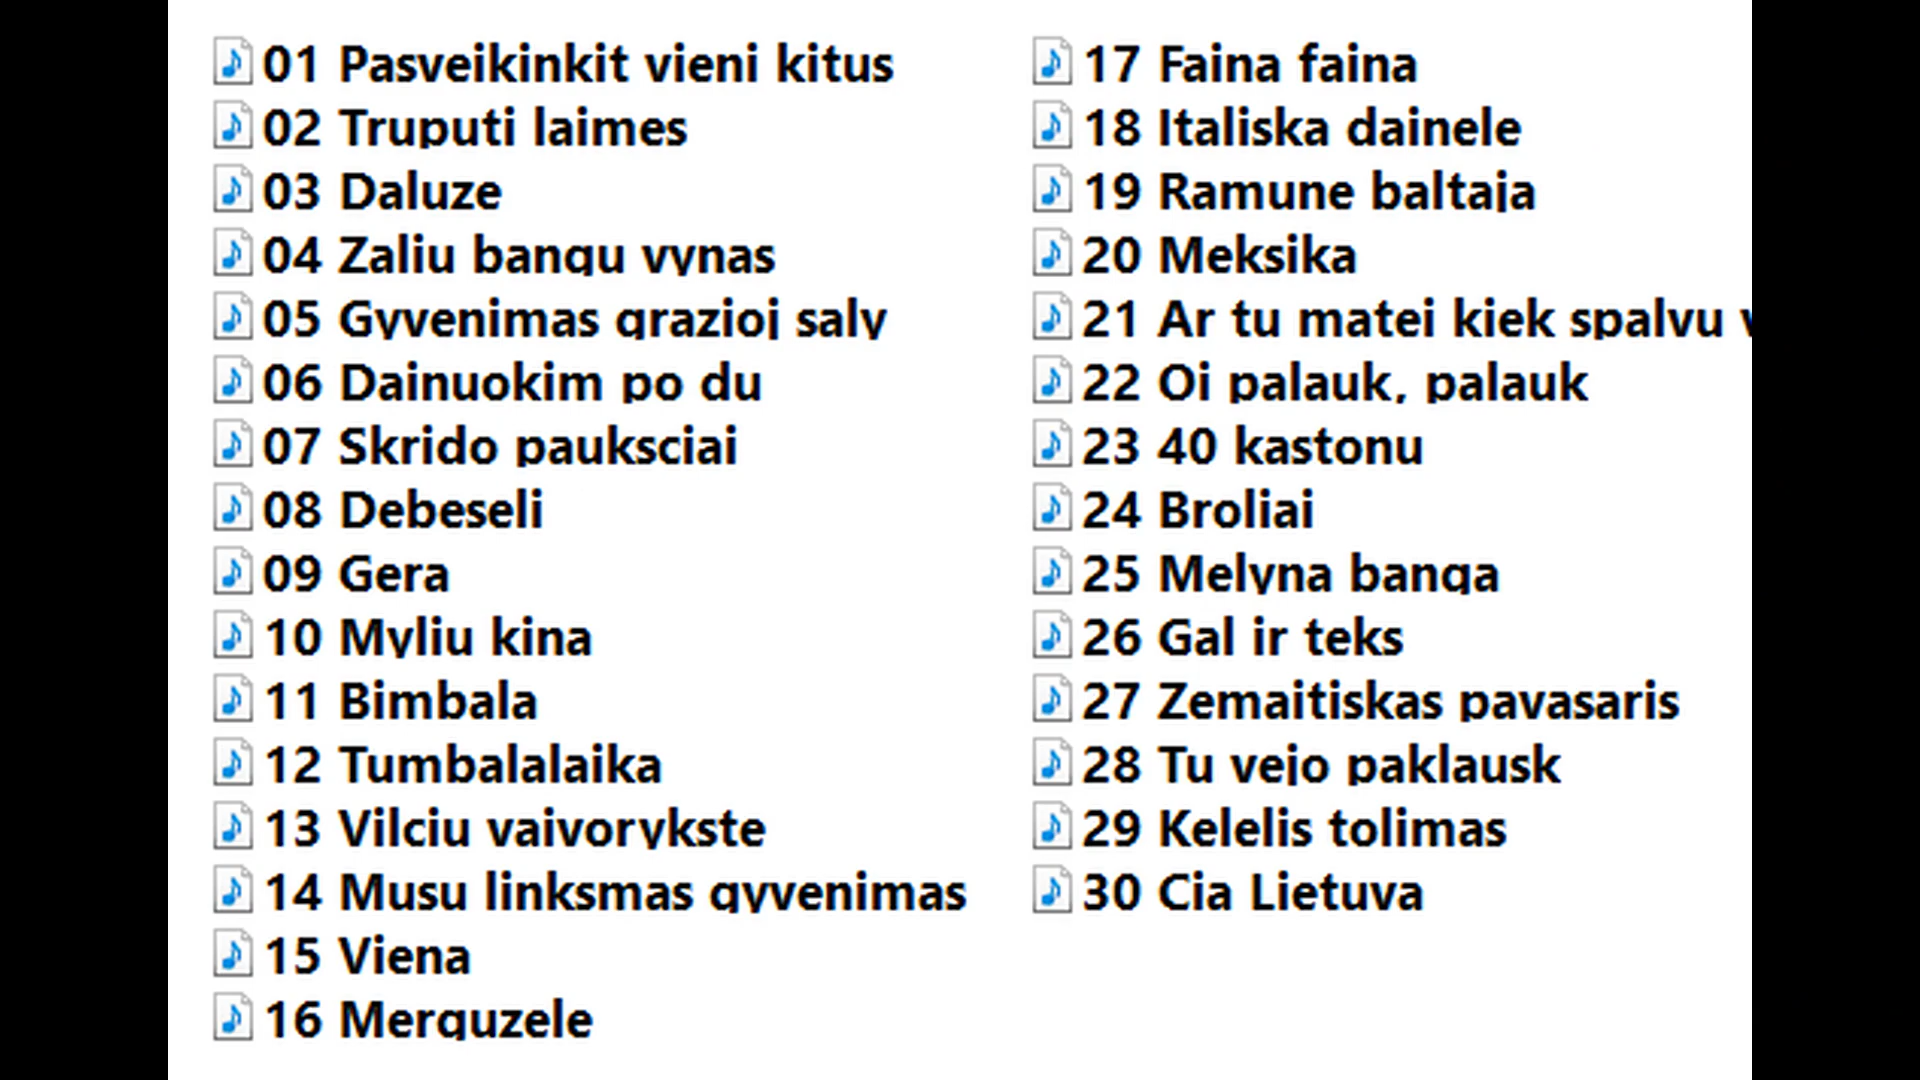 01 Pasveikinkit vieni kitus
02 Truputi laimes
03 Daluze
04 Zaliu bangu vynas
05 Gyvenimas grazioj saly
06 Dainuokim po du
07 Skrido pauksciai
08 Debeseli
09 Gera
10 Myliu kina
11 Bimbala
12 Tumbalalaika
13 Vilciu vaivorykste
14 Musu linksmas gyvenimas
15 Viena
16 Merguzele
17 Faina faina
18 Italiska dainele
19 Ramune baltaja
20 Meksika
21 Ar tu matei kiek spalvu
22 Oi palauk, palauk
23 40 kastonu
24 Broliai
25 Melyna banga
26 Gal ir teks
27 Zemaitiskas pavasaris
28 Tu vejo paklausk
29 Kelelis tolimas
30 Cia Lietuva